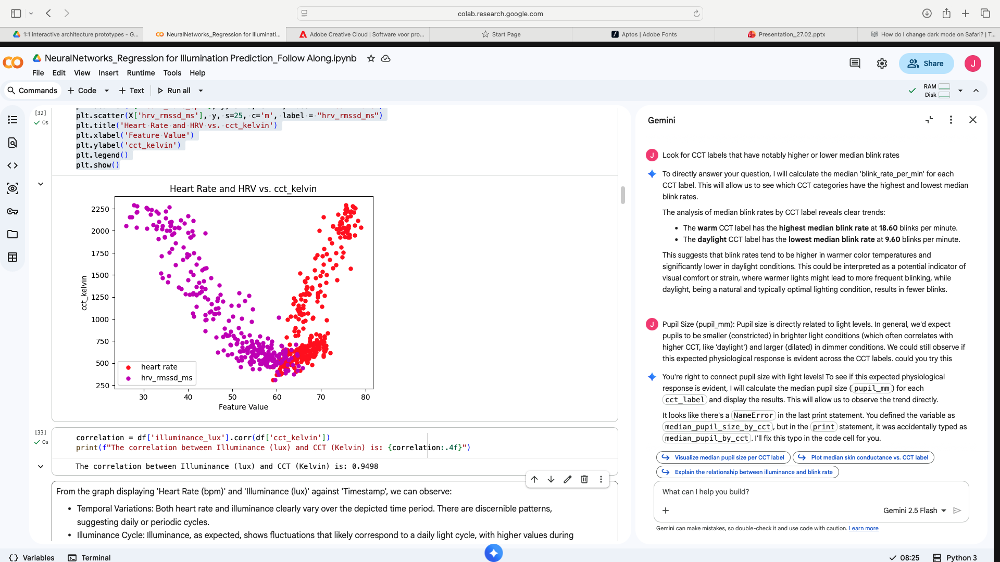 colab.research.google.com
1:1 interactive architecture prototypes - G...
NeuralNetworks_Regression for Illuminati...
Adobe Creative Cloud | Software voor pro...
Start Page
Aptos | Adobe Fonts
Presentation_27.02.pptx
How do I change dark mode on Safari? | T...
NeuralNetworks_Regression for Illumination Prediction_Follow Along.ipynb
File Edit View Insert Runtime Tools Help
Share
J
Commands + Code + Text Run all
RAM
Disk
[32]
0s
plt.scatter(X['hrv_rmssd_ms'], y, s=25, c='m', label = "hrv_rmssd_ms")
plt.title('Heart Rate and HRV vs. cct_kelvin')
plt.xlabel('Feature Value')
plt.ylabel('cct_kelvin')
plt.legend()
plt.show()
Heart Rate and HRV vs. cct_kelvin
2250
2000
1750
1500
1250
1000
750
500
250
cct_kelvin
heart rate
hrv_rmssd_ms
30 40 50 60 70 80
Feature Value
[33]
0s
correlation = df['illuminance_lux'].corr(df['cct_kelvin'])
print(f"The correlation between Illuminance (lux) and CCT (Kelvin) is: {correlation:.4f}")
The correlation between Illuminance (lux) and CCT (Kelvin) is: 0.9498
From the graph displaying 'Heart Rate (bpm)' and 'Illuminance (lux)' against 'Timestamp', we can observe:
• Temporal Variations: Both heart rate and illuminance clearly vary over the depicted time period. There are discernible patterns,
suggesting daily or periodic cycles.
• Illuminance Cycle: Illuminance, as expected, shows fluctuations that likely correspond to a daily light cycle, with higher values during
Gemini
J
Look for CCT labels that have notably higher or lower median blink rates
To directly answer your question, I will calculate the median 'blink_rate_per_min' for each
CCT label. This will allow us to see which CCT categories have the highest and lowest median
blink rates.
The analysis of median blink rates by CCT label reveals clear trends:
• The warm CCT label has the highest median blink rate at 18.60 blinks per minute.
• The daylight CCT label has the lowest median blink rate at 9.60 blinks per minute.
This suggests that blink rates tend to be higher in warmer color temperatures and
significantly lower in daylight conditions. This could be interpreted as a potential indicator of
visual comfort or strain, where warmer lights might lead to more frequent blinking, while
daylight, being a natural and typically optimal lighting condition, results in fewer blinks.
J
Pupil Size (pupil_mm): Pupil size is directly related to light levels. In general, we'd expect
pupils to be smaller (constricted) in brighter light conditions (which often correlates with
higher CCT, like 'daylight') and larger (dilated) in dimmer conditions. We could still observe if
this expected physiological response is evident across the CCT labels. could you try this
You're right to connect pupil size with light levels! To see if this expected physiological
response is evident, I will calculate the median pupil size ( pupil_mm ) for each
cct_label and display the results. This will allow us to observe the trend directly.
It looks like there's a NameError in the last print statement. You defined the variable as
median_pupil_size_by_cct, but in the print statement, it was accidentally typed as
median_pupil_by_cct. I'll fix this typo in the code cell for you.
Visualize median pupil size per CCT label
Plot median skin conductance vs. CCT label
Explain the relationship between illuminance and blink rate
What can I help you build?
+
Gemini 2.5 Flash
Gemini can make mistakes, so double-check it and use code with caution. Learn more
{} Variables Terminal
08:25 Python 3